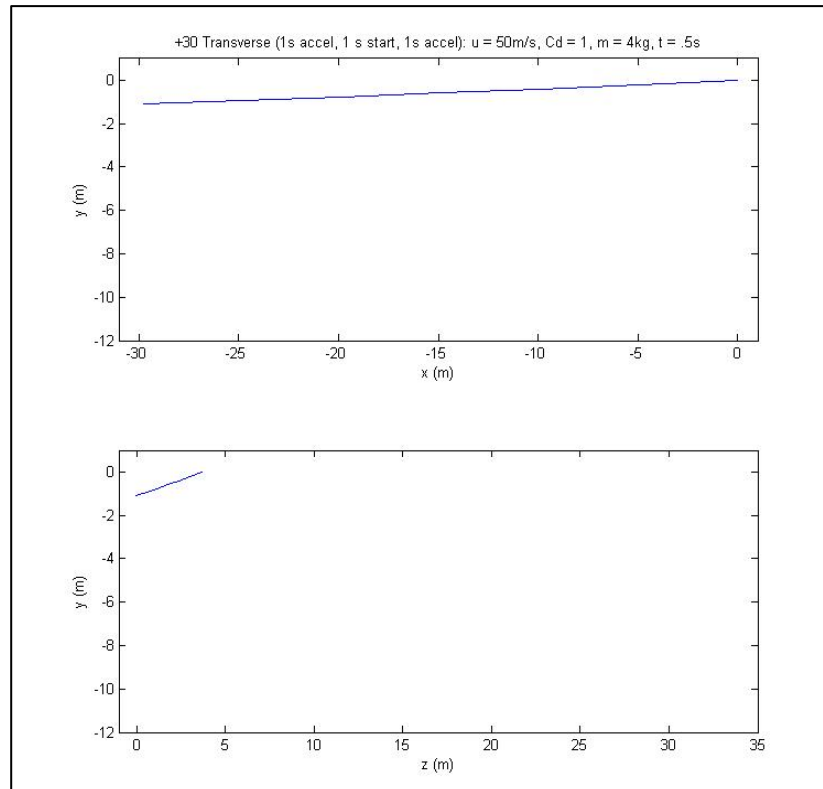 +30 Transverse (1s accel, 1 s start, 1s accel): u = 50m/s, Cd = 1, m = 4kg, t = .5s
0
-2
-4
-6
-8
-10
-12
y (m)
-30 -25 -20 -15 -10 -5 0
x (m)
0
-2
-4
-6
-8
-10
-12
y (m)
0 5 10 15 20 25 30 35
z (m)